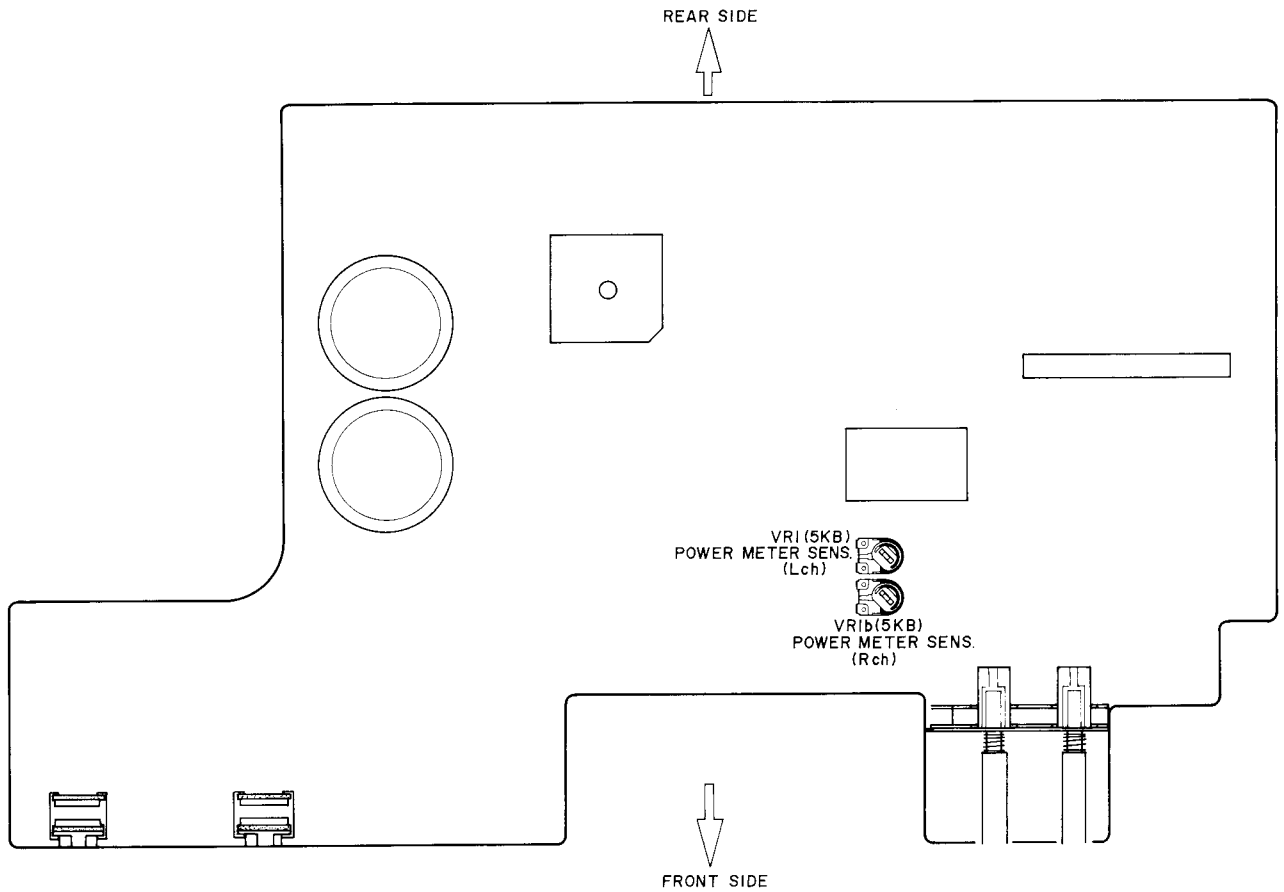 REAR SIDE
VR1(5KB)
POWER METER SENS.
(Lch)
VR1b(5KB)
POWER METER SENS.
(Rch)
FRONT SIDE